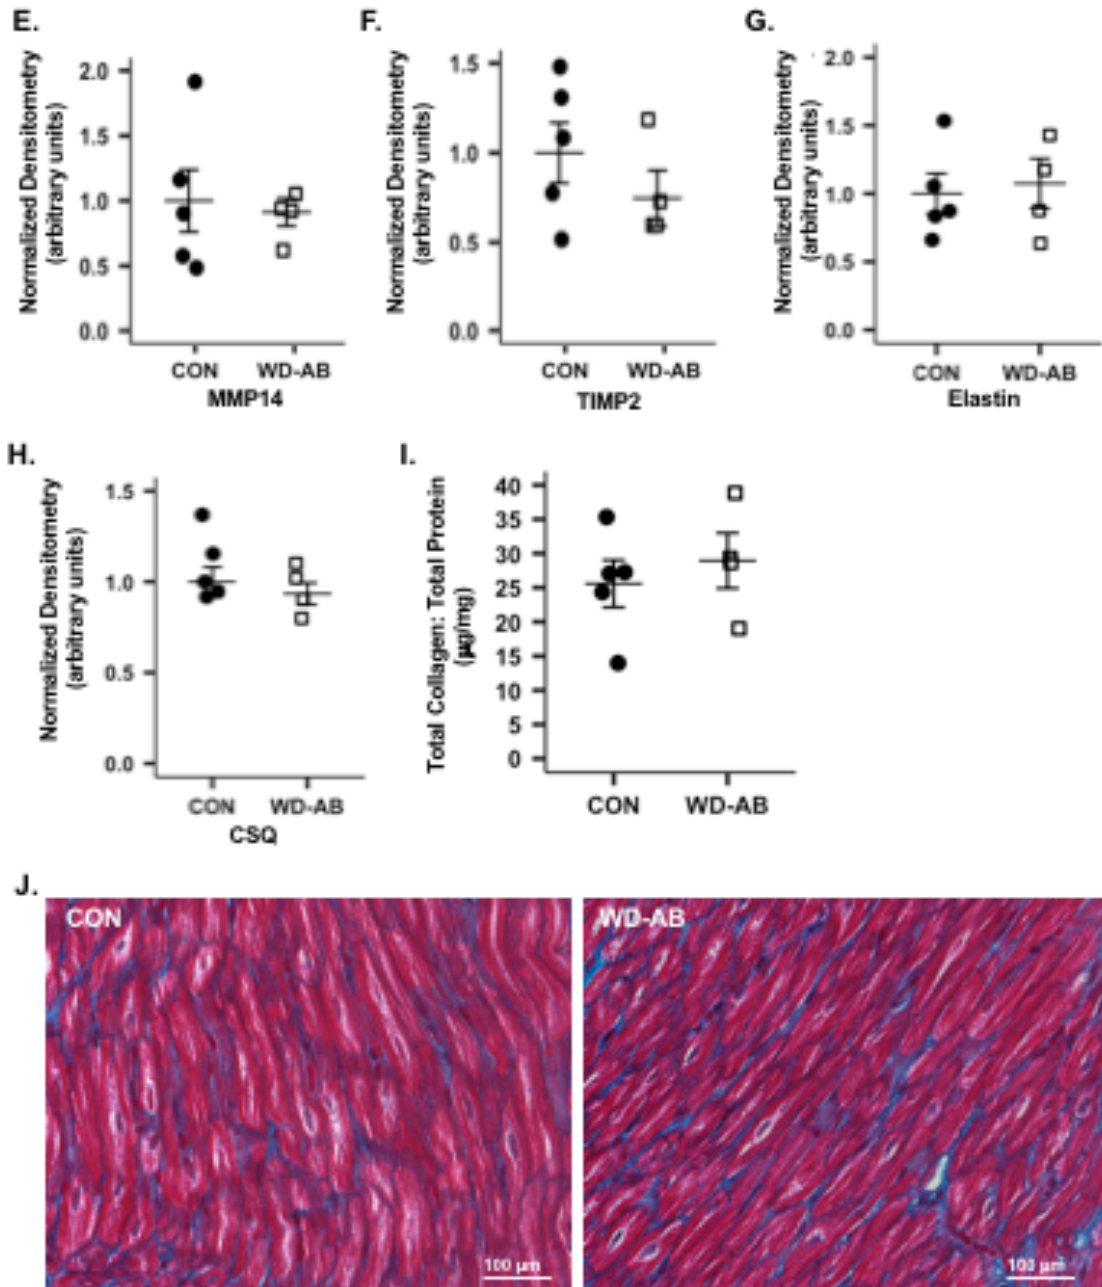 E.
Normalized Densitometry
(arbitrary units)
2.0
1.5
1.0
0.5
0.0
CON WD-AB
MMP14
F.
Normalized Densitometry
(arbitrary units)
1.5
1.0
0.5
0.0
CON WD-AB
TIMP2
G.
Normalized Densitometry
(arbitrary units)
2.0
1.5
1.0
0.5
0.0
CON WD-AB
Elastin
H.
Normalized Densitometry
(arbitrary units)
1.5
1.0
0.5
0.0
CON WD-AB
CSQ
I.
Total Collagen: Total Protein
(µg/mg)
40
35
30
25
20
15
10
5
0
CON WD-AB
J.
CON
100 µm
WD-AB
100 µm